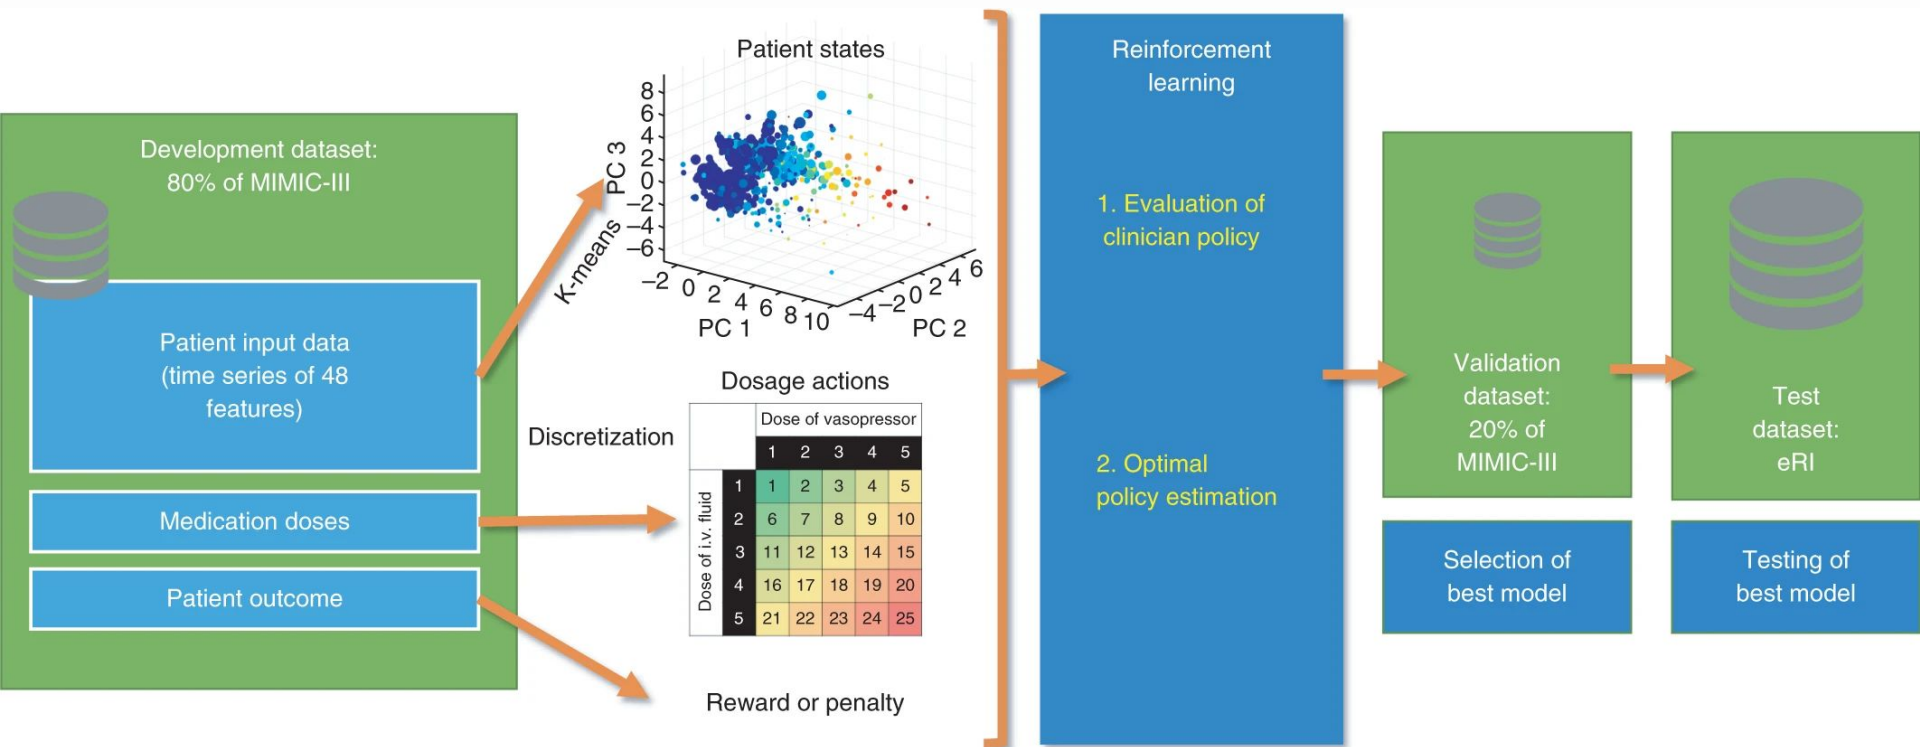 Development dataset:
80% of MIMIC-III
Patient input data
(time series of 48
features)
Medication doses
Patient outcome
K-means
Discretization
Patient states
PC 3
8
6
4
2
0
−2
−4
−6
−2 0 2 4 6 8 10
PC 1
−4 −2 0 2 4 6
PC 2
Dosage actions
Dose of vasopressor
1 2 3 4 5
Dose of i.v. fluid
1 1 2 3 4 5
2 6 7 8 9 10
3 11 12 13 14 15
4 16 17 18 19 20
5 21 22 23 24 25
Reward or penalty
Reinforcement
learning
1. Evaluation of
clinician policy
2. Optimal
policy estimation
Validation
dataset:
20% of
MIMIC-III
Selection of
best model
Test
dataset:
eRI
Testing of
best model